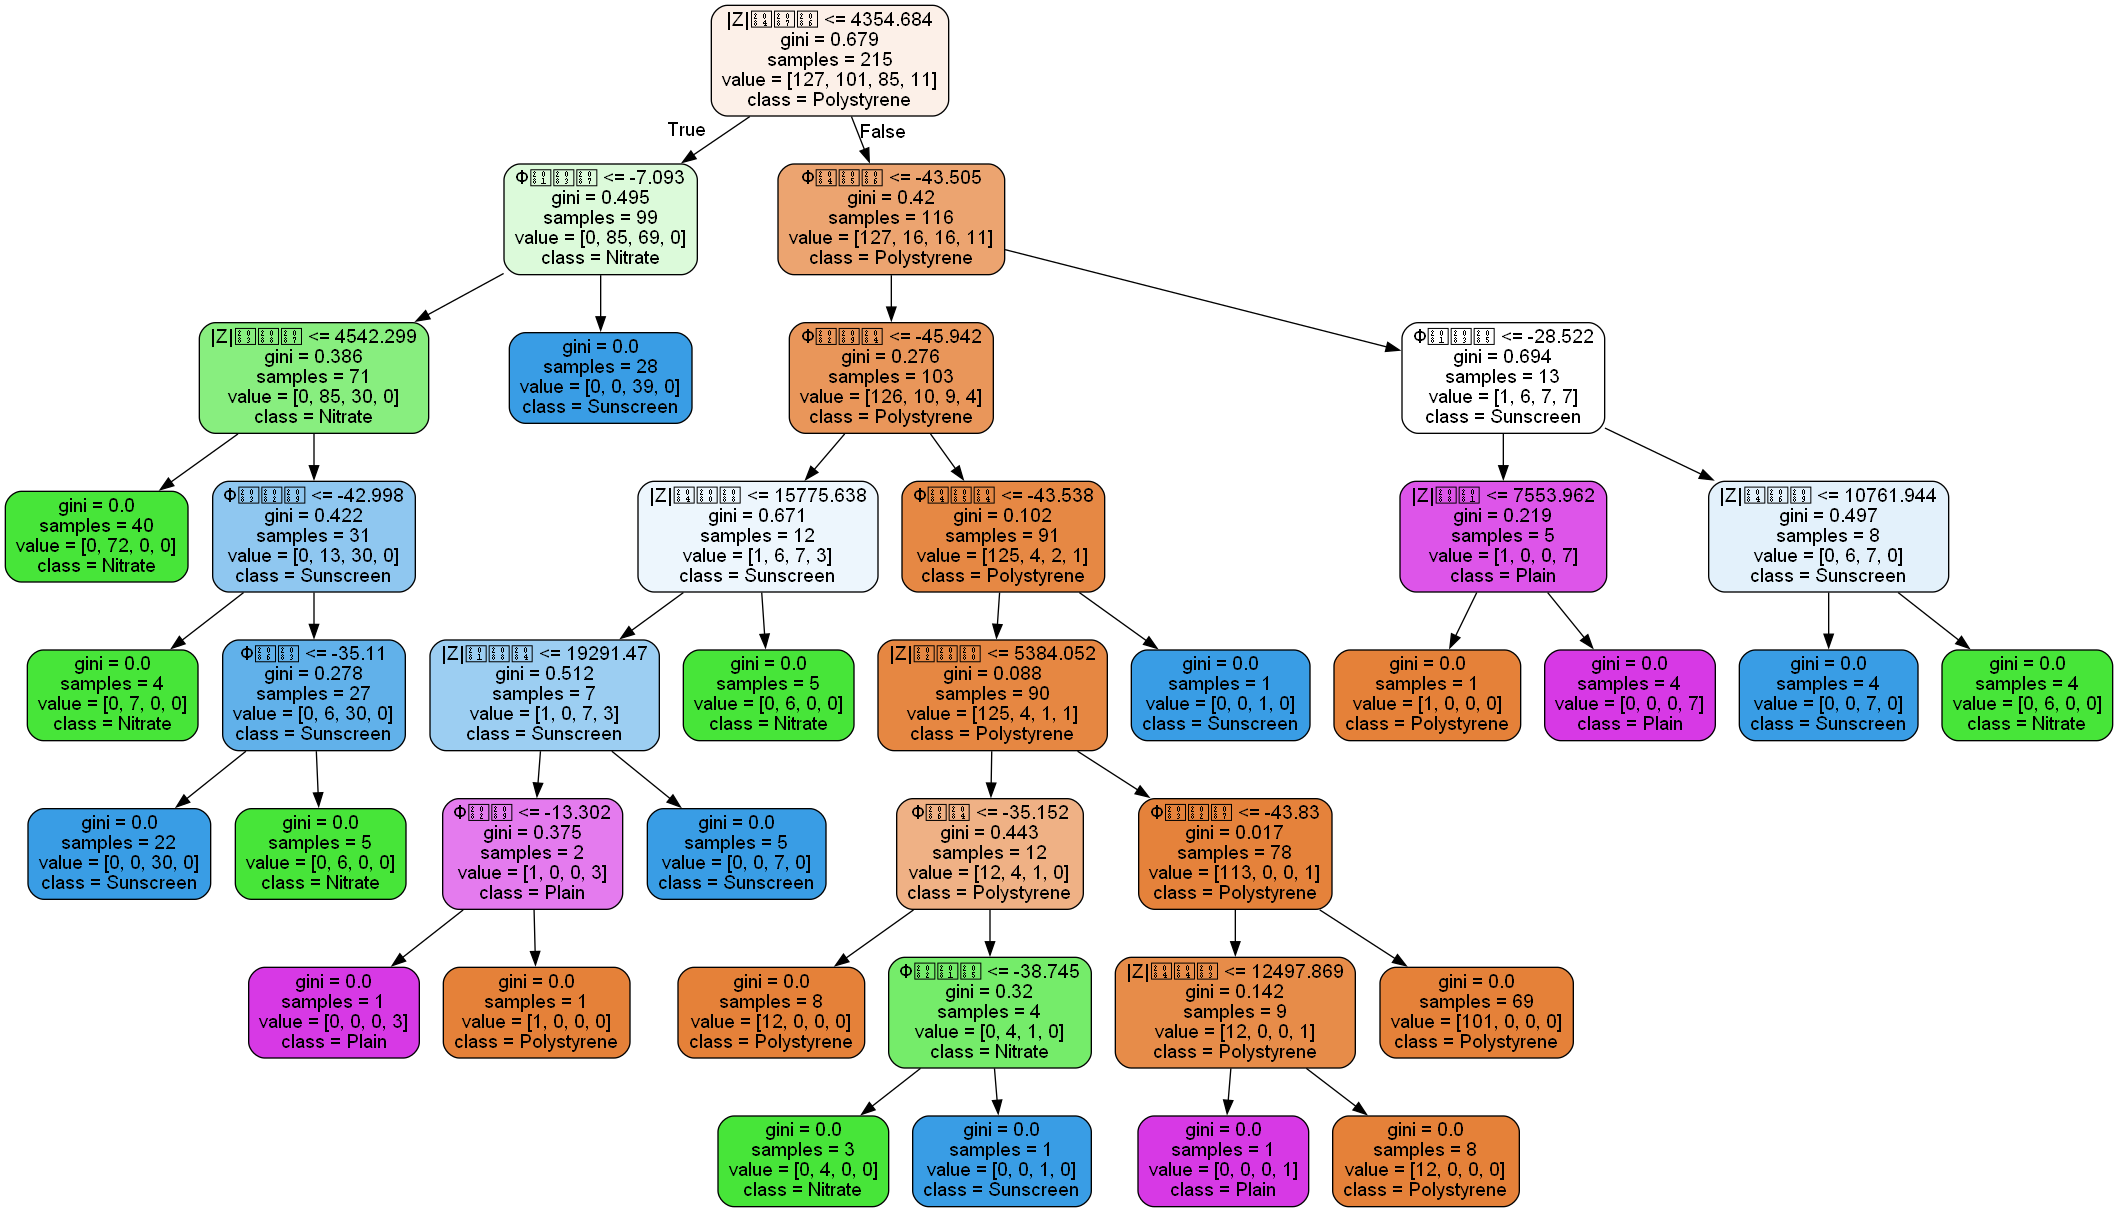 |Z| <= 4354.684
gini = 0.679
samples = 215
value = [127, 101, 85, 11]
class = Polystyrene
True
False
Φ <= -7.093
gini = 0.495
samples = 99
value = [0, 85, 69, 0]
class = Nitrate
Φ <= -43.505
gini = 0.42
samples = 116
value = [127, 16, 16, 11]
class = Polystyrene
|Z| <= 4542.299
gini = 0.386
samples = 71
value = [0, 85, 30, 0]
class = Nitrate
gini = 0.0
samples = 28
value = [0, 0, 39, 0]
class = Sunscreen
Φ <= -45.942
gini = 0.276
samples = 103
value = [126, 10, 9, 4]
class = Polystyrene
Φ <= -28.522
gini = 0.694
samples = 13
value = [1, 6, 7, 7]
class = Sunscreen
gini = 0.0
samples = 40
value = [0, 72, 0, 0]
class = Nitrate
Φ <= -42.998
gini = 0.422
samples = 31
value = [0, 13, 30, 0]
class = Sunscreen
|Z| <= 15775.638
gini = 0.671
samples = 12
value = [1, 6, 7, 3]
class = Sunscreen
Φ <= -43.538
gini = 0.102
samples = 91
value = [125, 4, 2, 1]
class = Polystyrene
|Z| <= 7553.962
gini = 0.219
samples = 5
value = [1, 0, 0, 7]
class = Plain
|Z| <= 10761.944
gini = 0.497
samples = 8
value = [0, 6, 7, 0]
class = Sunscreen
gini = 0.0
samples = 4
value = [0, 7, 0, 0]
class = Nitrate
Φ <= -35.11
gini = 0.278
samples = 27
value = [0, 6, 30, 0]
class = Sunscreen
|Z| <= 19291.47
gini = 0.512
samples = 7
value = [1, 0, 7, 3]
class = Sunscreen
gini = 0.0
samples = 5
value = [0, 6, 0, 0]
class = Nitrate
|Z| <= 5384.052
gini = 0.088
samples = 90
value = [125, 4, 1, 1]
class = Polystyrene
gini = 0.0
samples = 1
value = [0, 0, 1, 0]
class = Sunscreen
gini = 0.0
samples = 1
value = [1, 0, 0, 0]
class = Polystyrene
gini = 0.0
samples = 4
value = [0, 0, 0, 7]
class = Plain
gini = 0.0
samples = 4
value = [0, 0, 7, 0]
class = Sunscreen
gini = 0.0
samples = 4
value = [0, 6, 0, 0]
class = Nitrate
gini = 0.0
samples = 22
value = [0, 0, 30, 0]
class = Sunscreen
gini = 0.0
samples = 5
value = [0, 6, 0, 0]
class = Nitrate
Φ <= -13.302
gini = 0.375
samples = 2
value = [1, 0, 0, 3]
class = Plain
gini = 0.0
samples = 5
value = [0, 0, 7, 0]
class = Sunscreen
Φ <= -35.152
gini = 0.443
samples = 12
value = [12, 4, 1, 0]
class = Polystyrene
Φ <= -43.83
gini = 0.017
samples = 78
value = [113, 0, 0, 1]
class = Polystyrene
gini = 0.0
samples = 1
value = [0, 0, 0, 3]
class = Plain
gini = 0.0
samples = 1
value = [1, 0, 0, 0]
class = Polystyrene
gini = 0.0
samples = 8
value = [12, 0, 0, 0]
class = Polystyrene
Φ <= -38.745
gini = 0.32
samples = 4
value = [0, 4, 1, 0]
class = Nitrate
|Z| <= 12497.869
gini = 0.142
samples = 9
value = [12, 0, 0, 1]
class = Polystyrene
gini = 0.0
samples = 69
value = [101, 0, 0, 0]
class = Polystyrene
gini = 0.0
samples = 3
value = [0, 4, 0, 0]
class = Nitrate
gini = 0.0
samples = 1
value = [0, 0, 1, 0]
class = Sunscreen
gini = 0.0
samples = 1
value = [0, 0, 0, 1]
class = Plain
gini = 0.0
samples = 8
value = [12, 0, 0, 0]
class = Polystyrene